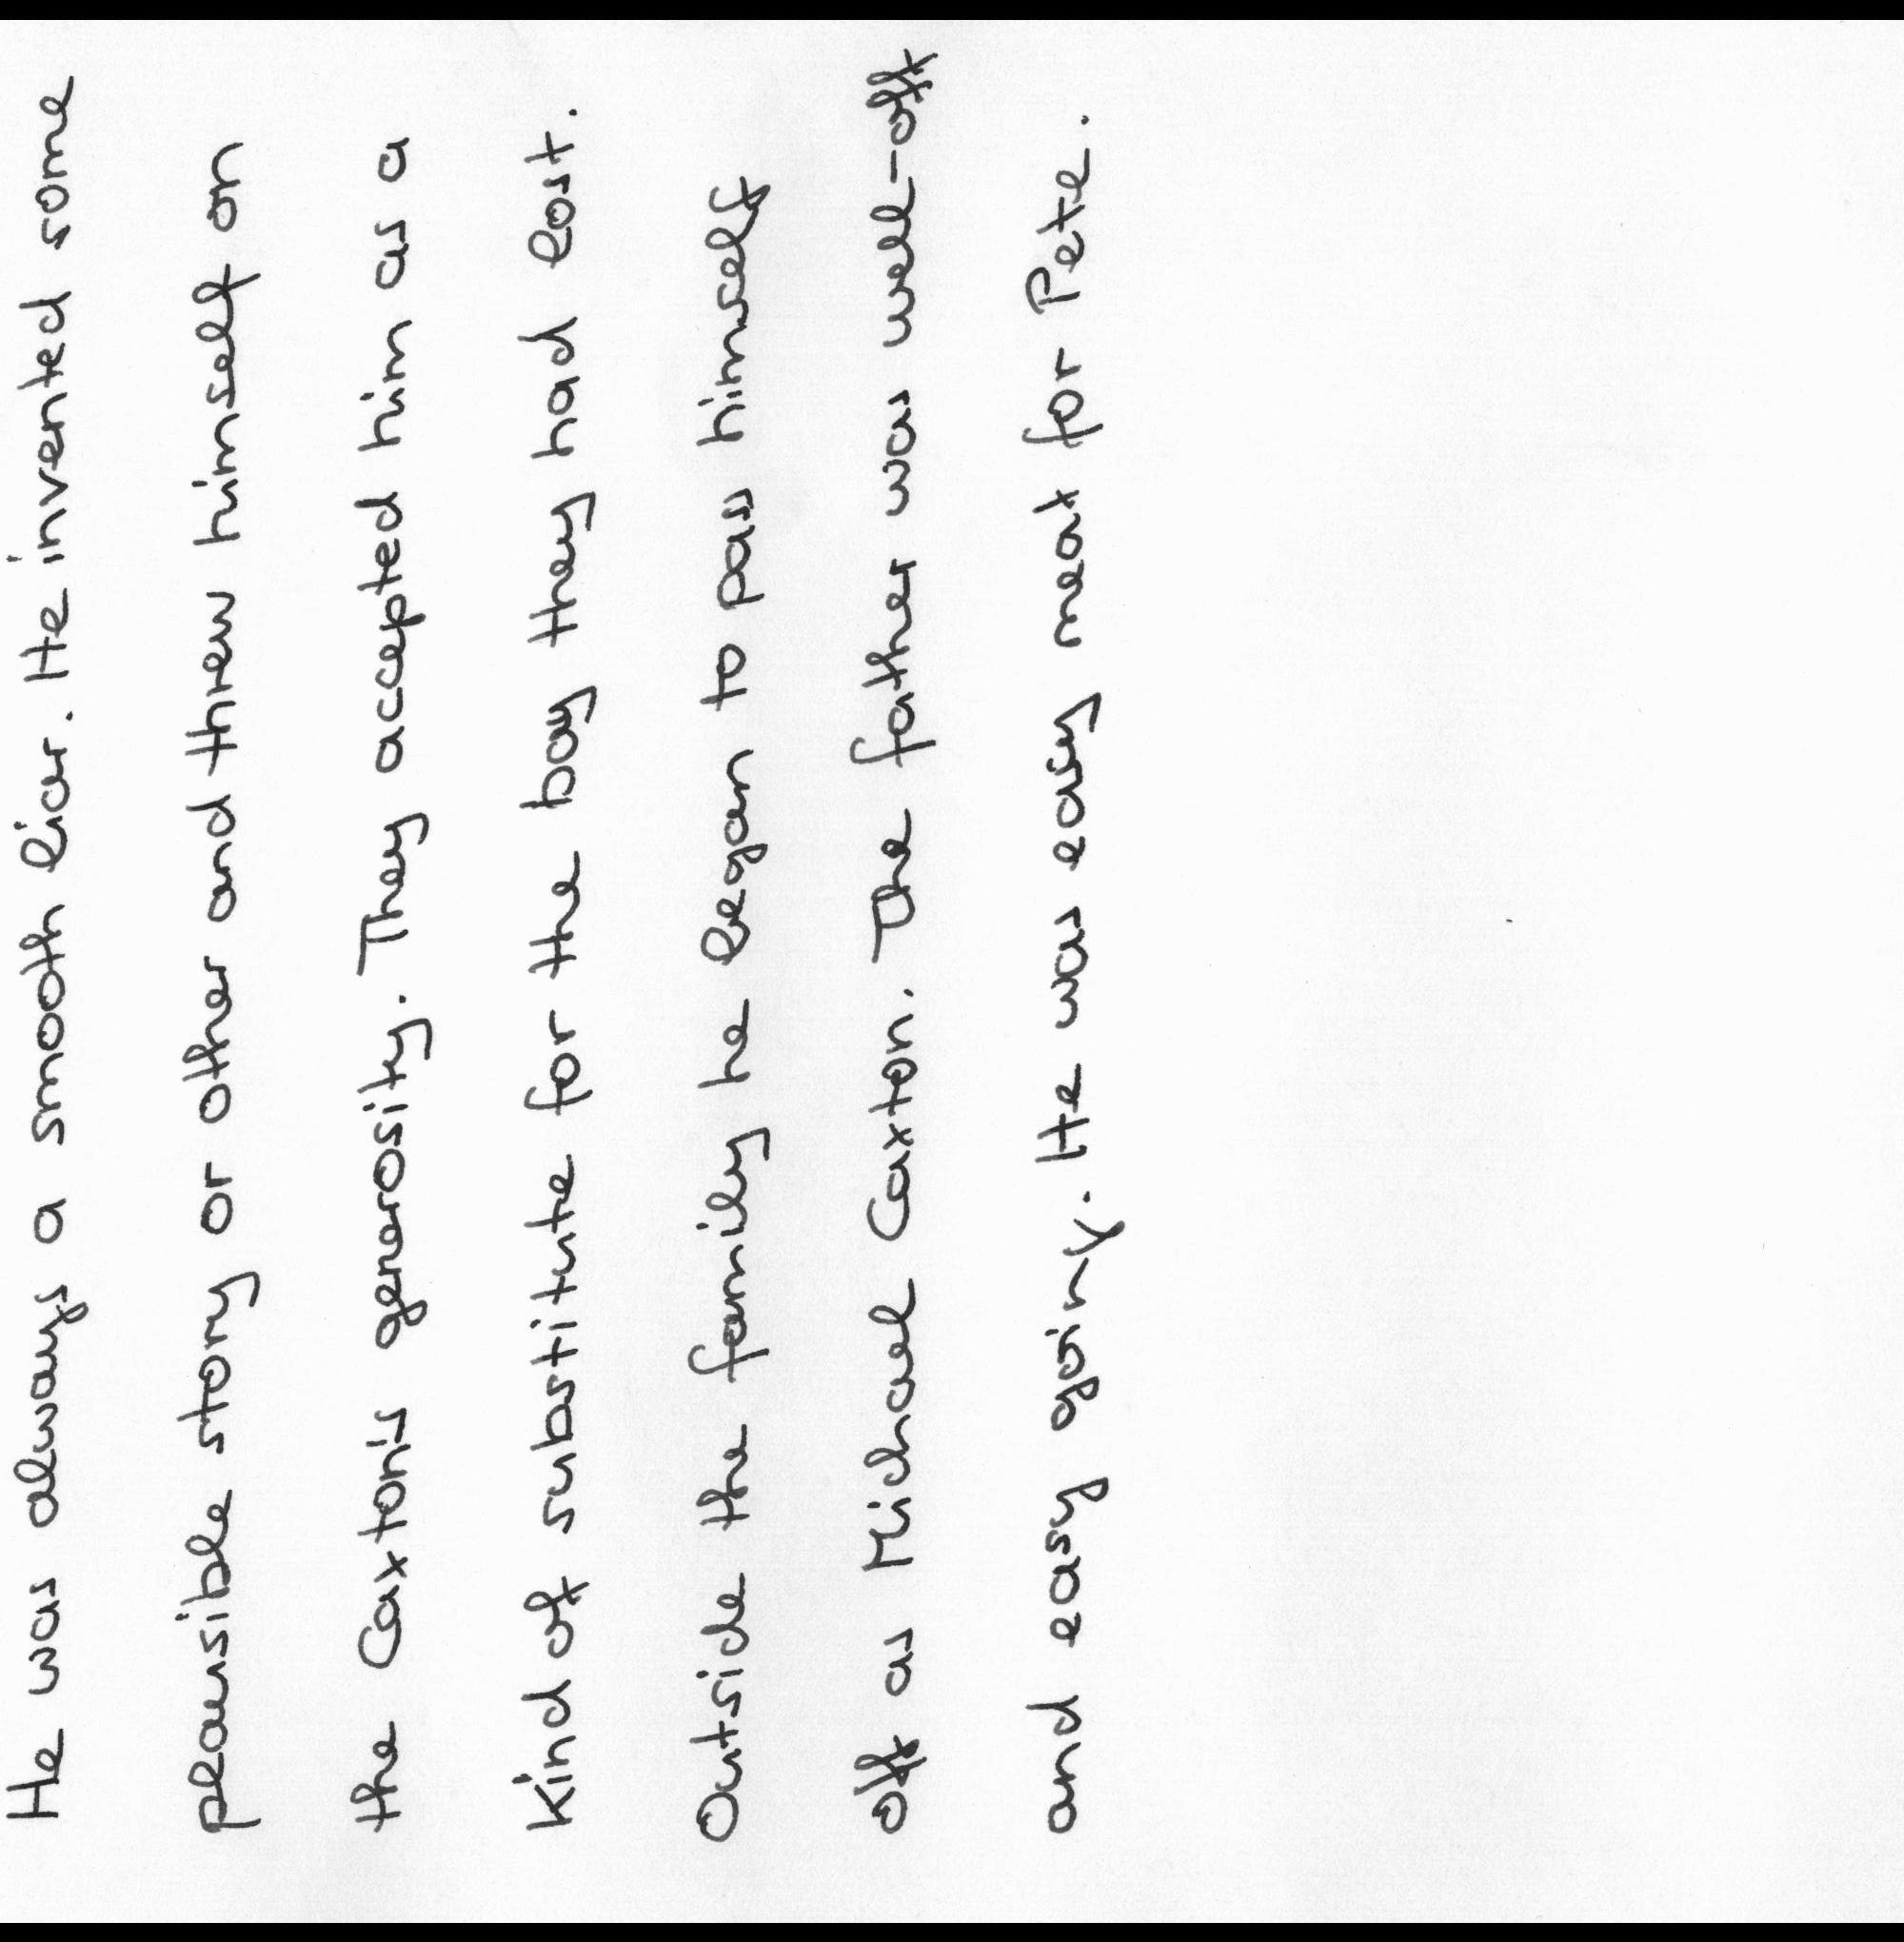 He was always a smooth liar. He invented some
plausible story or other and threw himself on
the Caxton's generosity. They accepted him as a
kind of substitute for the boy they had lost.
Outside the family he began to pass himself
off as Michael Caxton. The father was well-off
and easy going. He was easy meat for Pete.